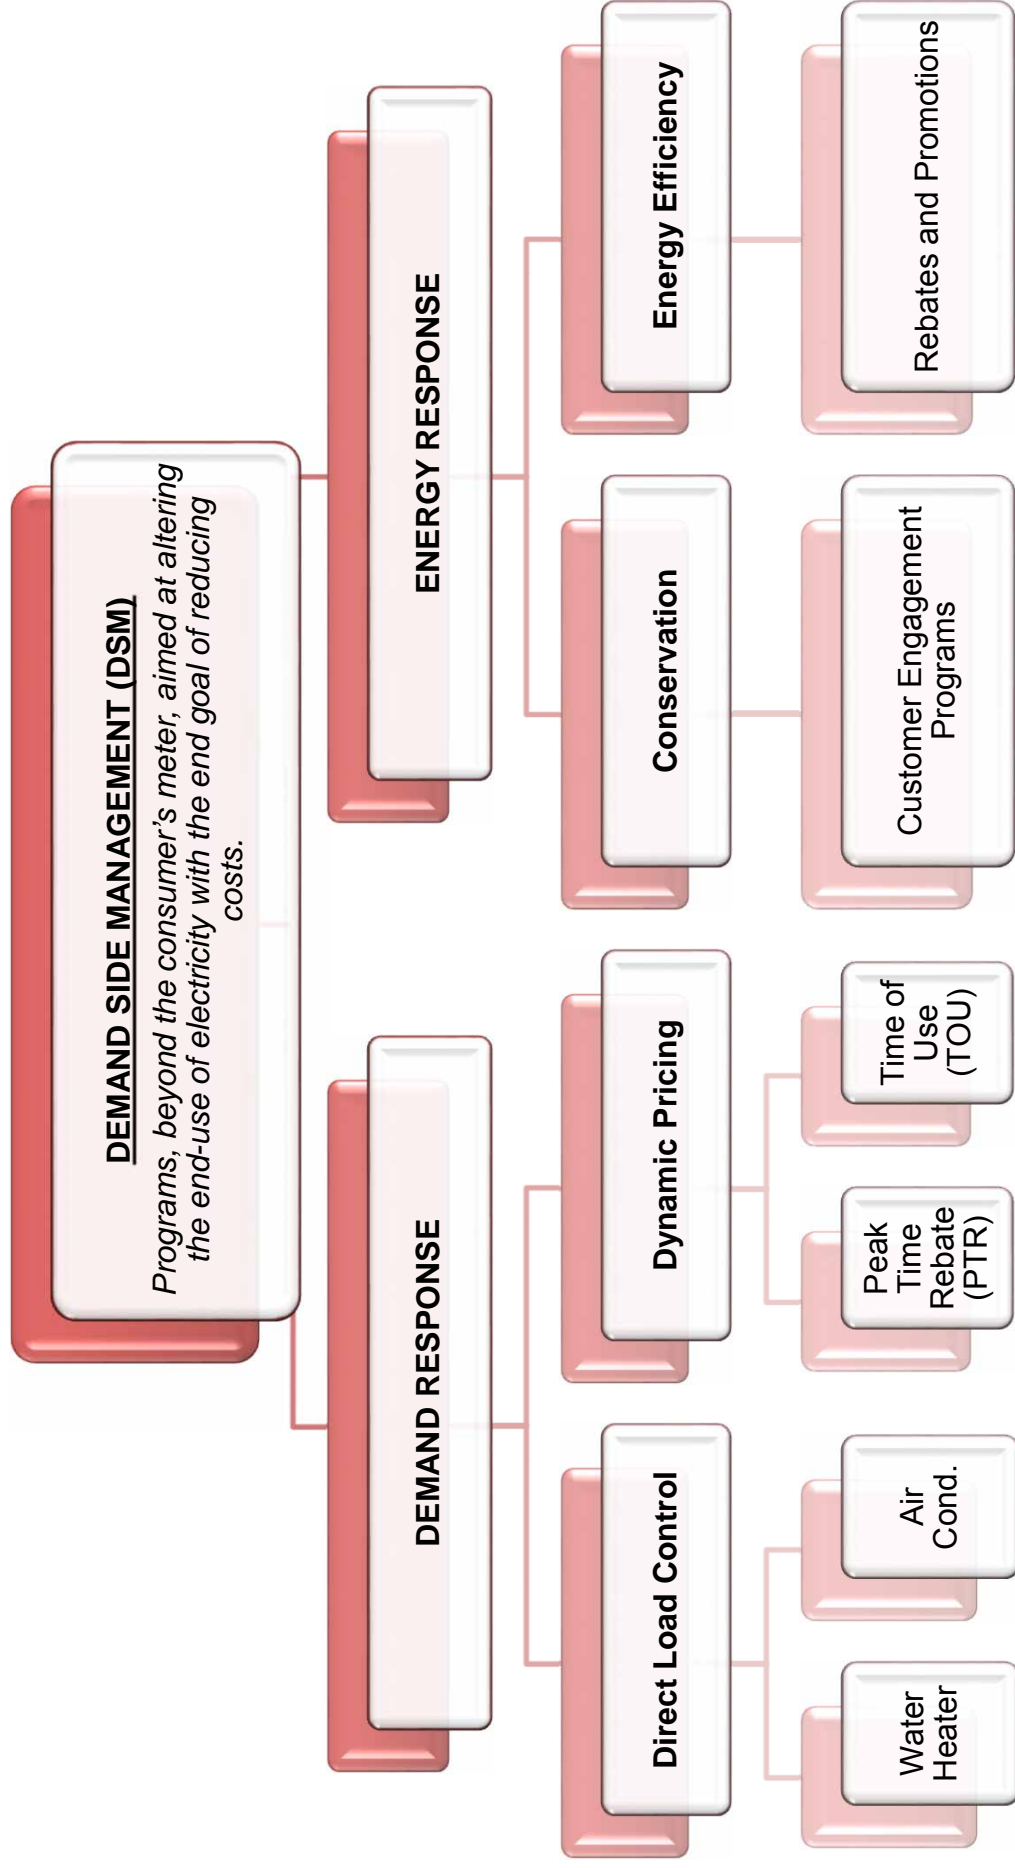 DEMAND SIDE MANAGEMENT (DSM)
Programs, beyond the consumer’s meter, aimed at altering
the end-use of electricity with the end goal of reducing
costs.
DEMAND RESPONSE
ENERGY RESPONSE
Direct Load Control
Dynamic Pricing
Conservation
Energy Efficiency
Water
Heater
Air
Cond.
Peak
Time
Rebate
(PTR)
Time of
Use
(TOU)
Customer Engagement
Programs
Rebates and Promotions